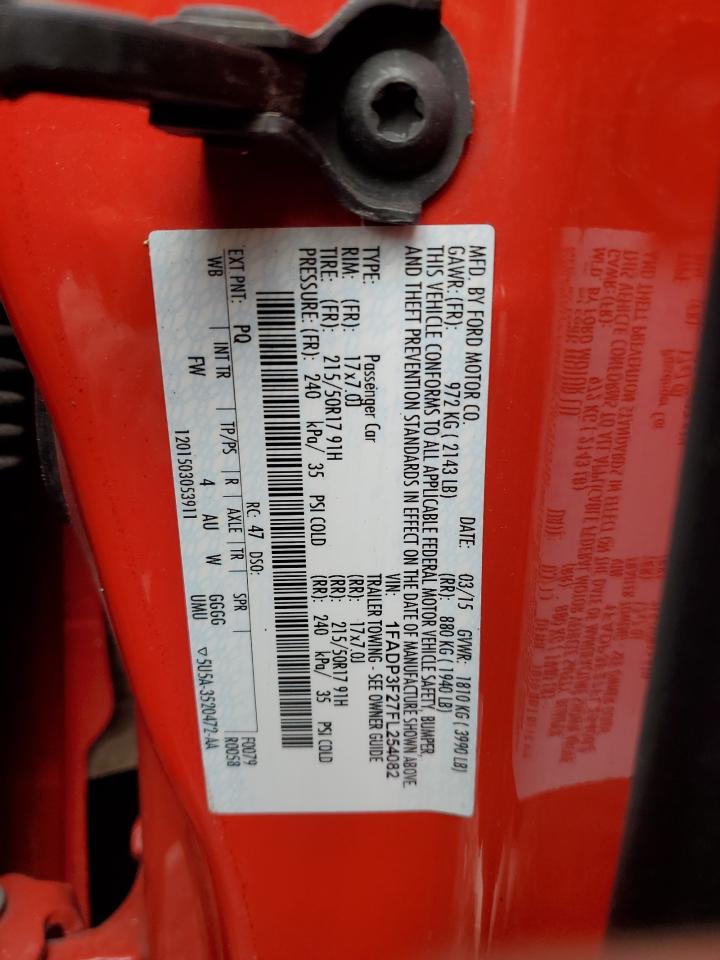 MFD. BY FORD MOTOR CO. DATE: 03/15 GVWR: 1810 KG ( 3990 LB)
GAWR: (FR): 972 KG ( 2143 LB) (RR): 880 KG ( 1940 LB)
THIS VEHICLE CONFORMS TO ALL APPLICABLE FEDERAL MOTOR VEHICLE SAFETY, BUMPER,
AND THEFT PREVENTION STANDARDS IN EFFECT ON THE DATE OF MANUFACTURE SHOWN ABOVE
VIN: 1FADP3F27FL254082
TYPE: Passenger Car TRAILER TOWING - SEE OWNER GUIDE
RIM: (FR): 17x7.0J (RR): 17x7.0J
TIRE: (FR): 215/50R17 91H (RR): 215/50R17 91H
PRESSURE: (FR): 240 kPa/ 35 PSI COLD (RR): 240 kPa/ 35 PSI COLD
F0079
R0058
RC: 47 DSO:
EXT PNT: PQ
WB INT TR TP/PS R AXLE TR SPR
FW 4 AU W GGGG UMU
1201503053911 ▽5U5A-3520472-AA